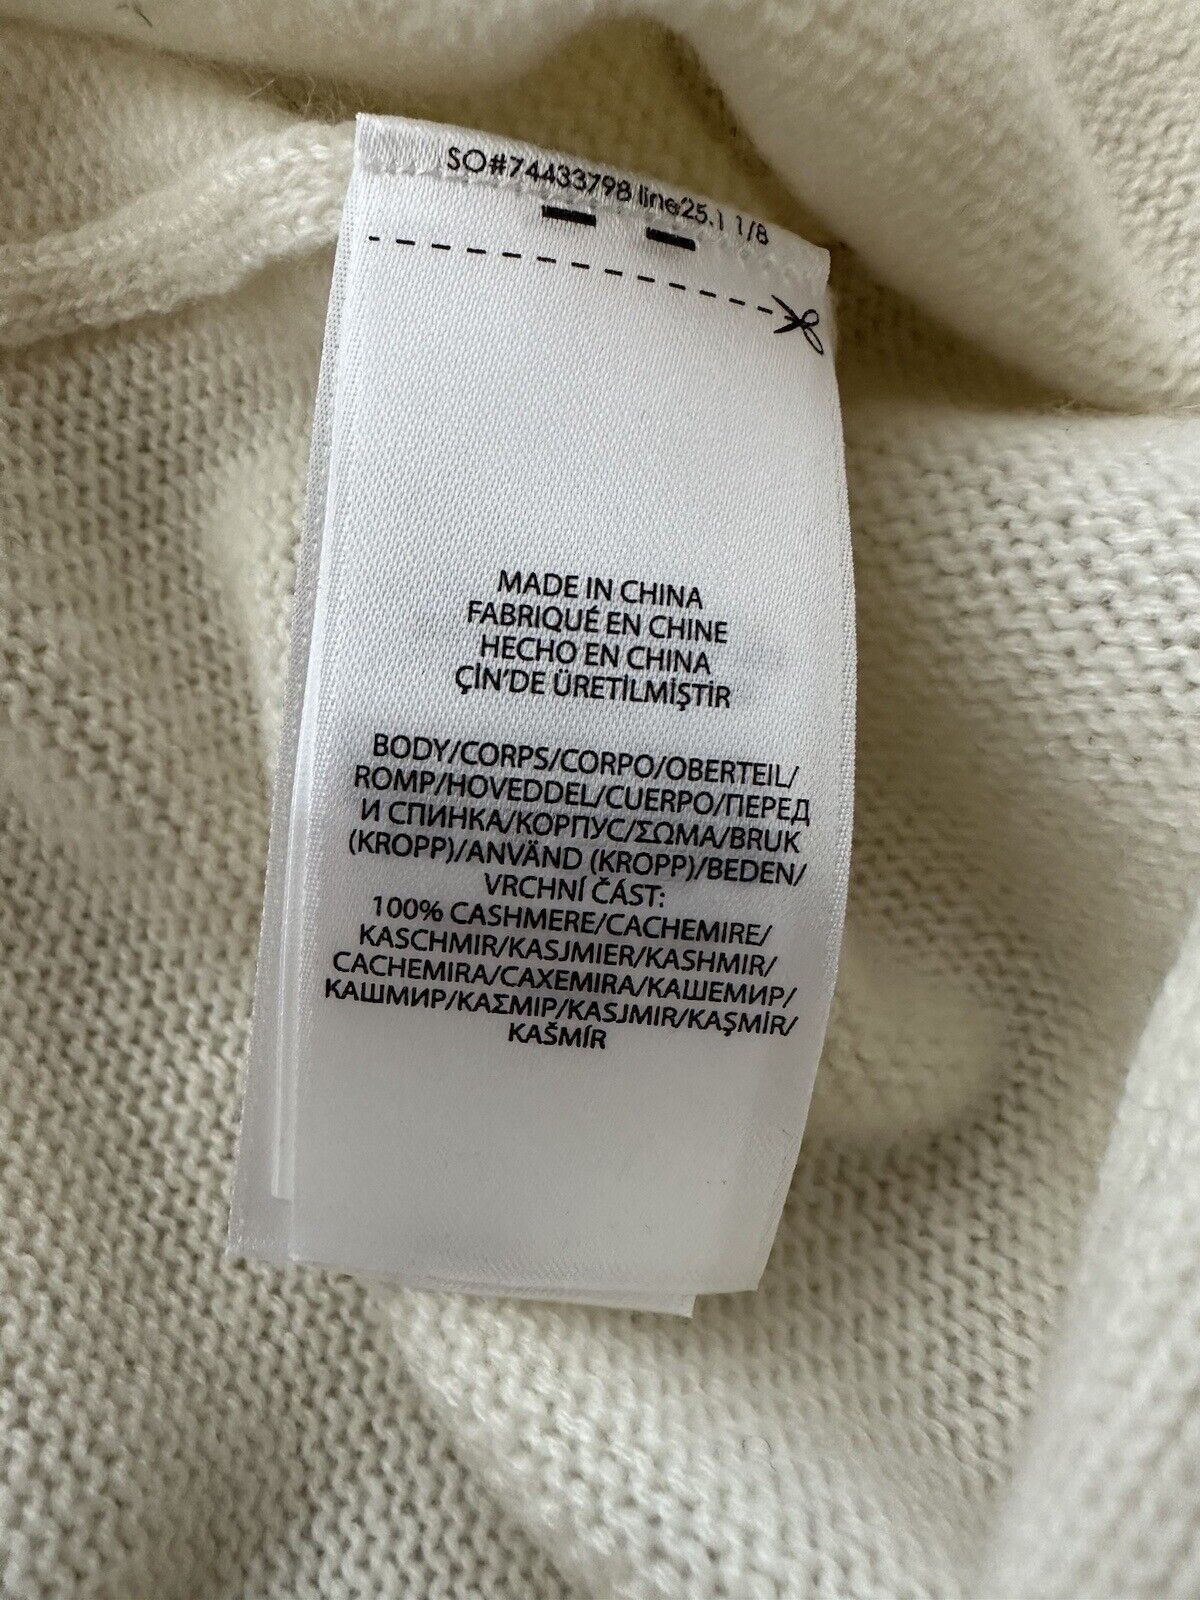 SO#74433798 line25.1 1/8
MADE IN CHINA
FABRIQUÉ EN CHINE
HECHO EN CHINA
ÇİN'DE ÜRETİLMİŞTİR
BODY/CORPS/CORPO/OBERTEIL/
ROMP/HOVEDDEL/CUERPO/ПЕРЕД
И СПИНКА/КОРПУС/ΣΩΜΑ/BRUK
(KROPP)/ANVÄND (KROPP)/BEDEN/
VRCHNÍ ČÁST:
100% CASHMERE/CACHEMIRE/
KASCHMIR/KASJMIER/KASHMIR/
CACHEMIRA/CAXEMIRA/КАШЕМИР/
КАШМИР/ΚΑΣΜΙΡ/KASJMIR/KAŞMİR/
KAŠMÍR